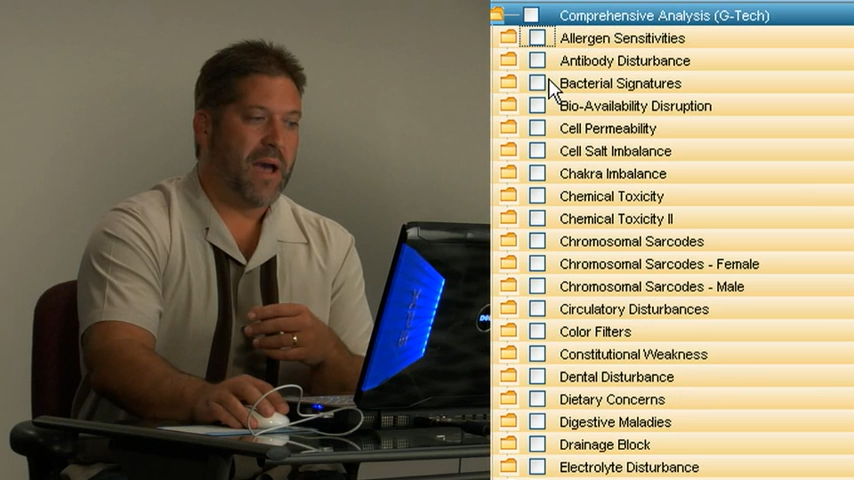 Comprehensive Analysis (G-Tech)
Allergen Sensitivities
Antibody Disturbance
Bacterial Signatures
Bio-Availability Disruption
Cell Permeability
Cell Salt Imbalance
Chakra Imbalance
Chemical Toxicity
Chemical Toxicity II
Chromosomal Sarcodes
Chromosomal Sarcodes - Female
Chromosomal Sarcodes - Male
Circulatory Disturbances
Color Filters
Constitutional Weakness
Dental Disturbance
Dietary Concerns
Digestive Maladies
Drainage Block
Electrolyte Disturbance